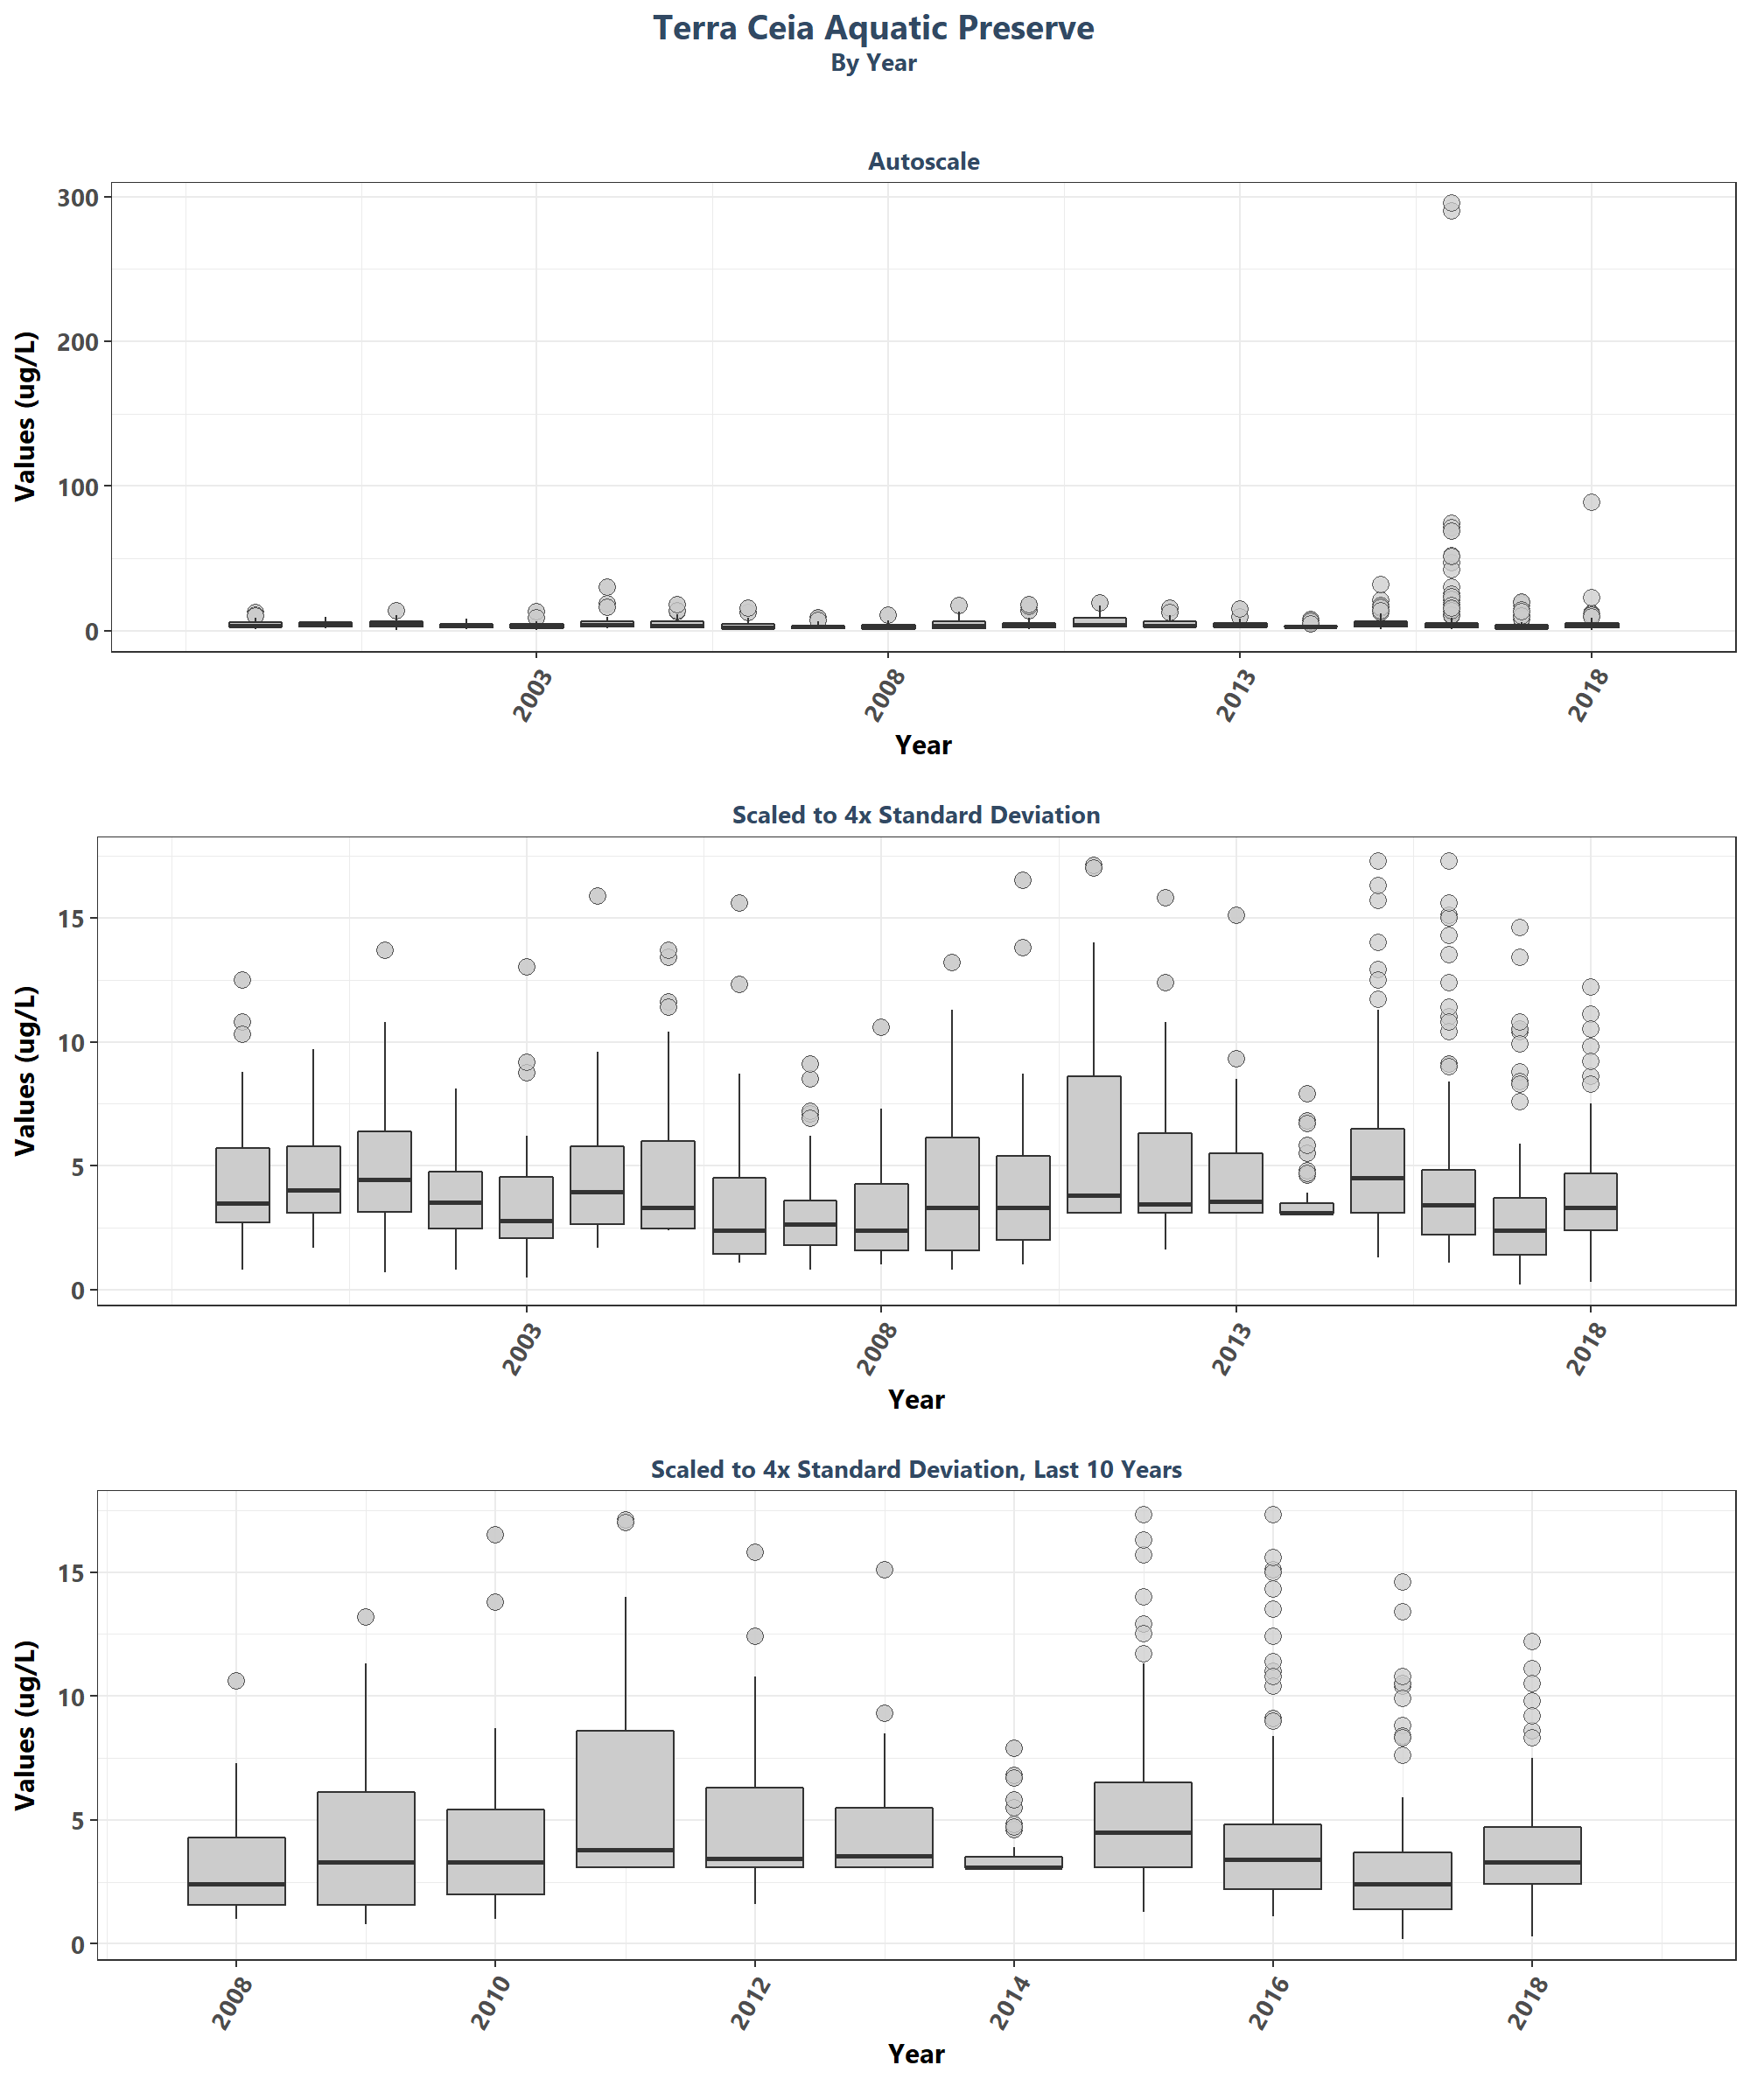 Terra Ceia Aquatic Preserve
By Year
Autoscale
Values (ug/L)
300
200
100
0
2003 2008 2013 2018
Year
Scaled to 4x Standard Deviation
Values (ug/L)
15
10
5
0
2003 2008 2013 2018
Year
Scaled to 4x Standard Deviation, Last 10 Years
Values (ug/L)
15
10
5
0
2008 2010 2012 2014 2016 2018
Year